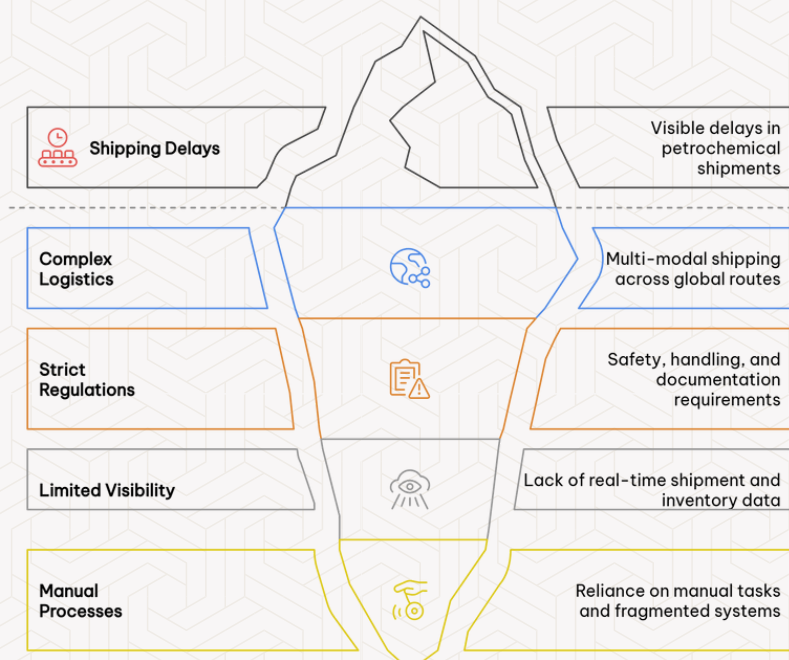 Shipping Delays
Visible delays in
petrochemical
shipments
Complex
Logistics
Multi-modal shipping
across global routes
Strict
Regulations
Safety, handling, and
documentation
requirements
Limited Visibility
Lack of real-time shipment and
inventory data
Manual
Processes
Reliance on manual tasks
and fragmented systems